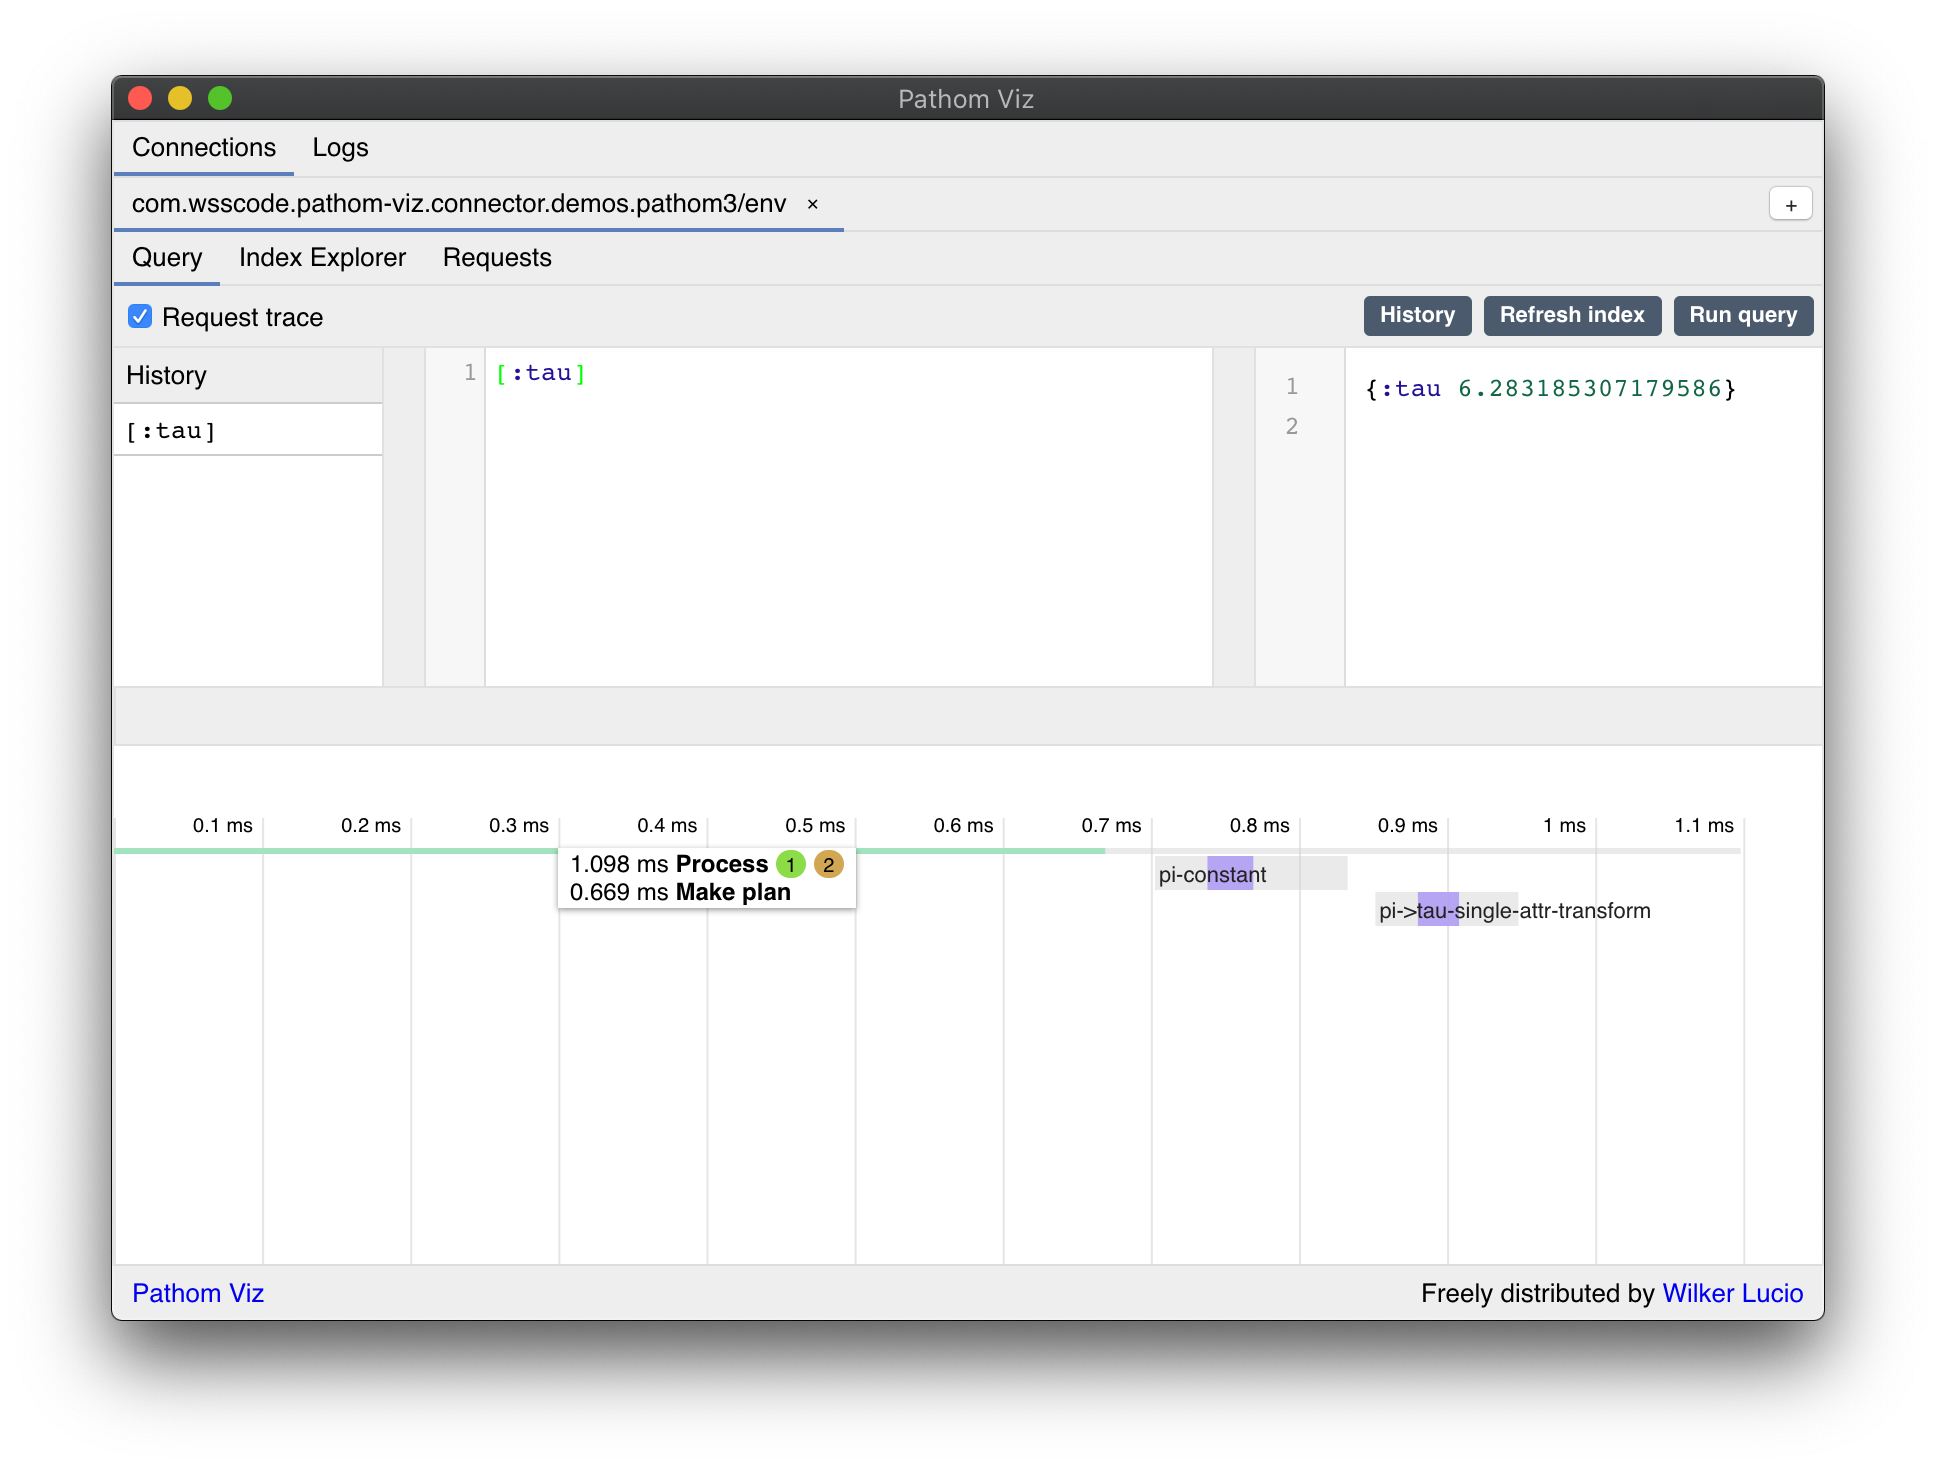 Pathom Viz
Connections Logs
com.wsscode.pathom-viz.connector.demos.pathom3/env × +
Query Index Explorer Requests
Request trace History Refresh index Run query
History
[:tau]
1 [:tau]
1 {:tau 6.283185307179586}
2
0.1 ms 0.2 ms 0.3 ms 0.4 ms 0.5 ms 0.6 ms 0.7 ms 0.8 ms 0.9 ms 1 ms 1.1 ms
1.098 ms Process 1 2
0.669 ms Make plan
pi-constant
pi->tau-single-attr-transform
Pathom Viz Freely distributed by Wilker Lucio